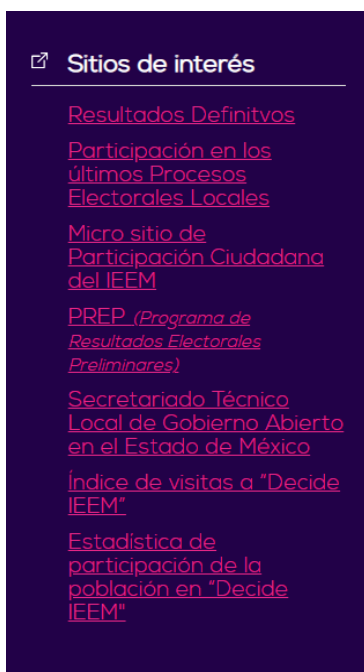 Sitios de interés
Resultados Definitvos
Participación en los
últimos Procesos
Electorales Locales
Micro sitio de
Participación Ciudadana
del IEEM
PREP (Programa de
Resultados Electorales
Preliminares)
Secretariado Técnico
Local de Gobierno Abierto
en el Estado de México
Índice de visitas a “Decide
IEEM”
Estadística de
participación de la
población en “Decide
IEEM"